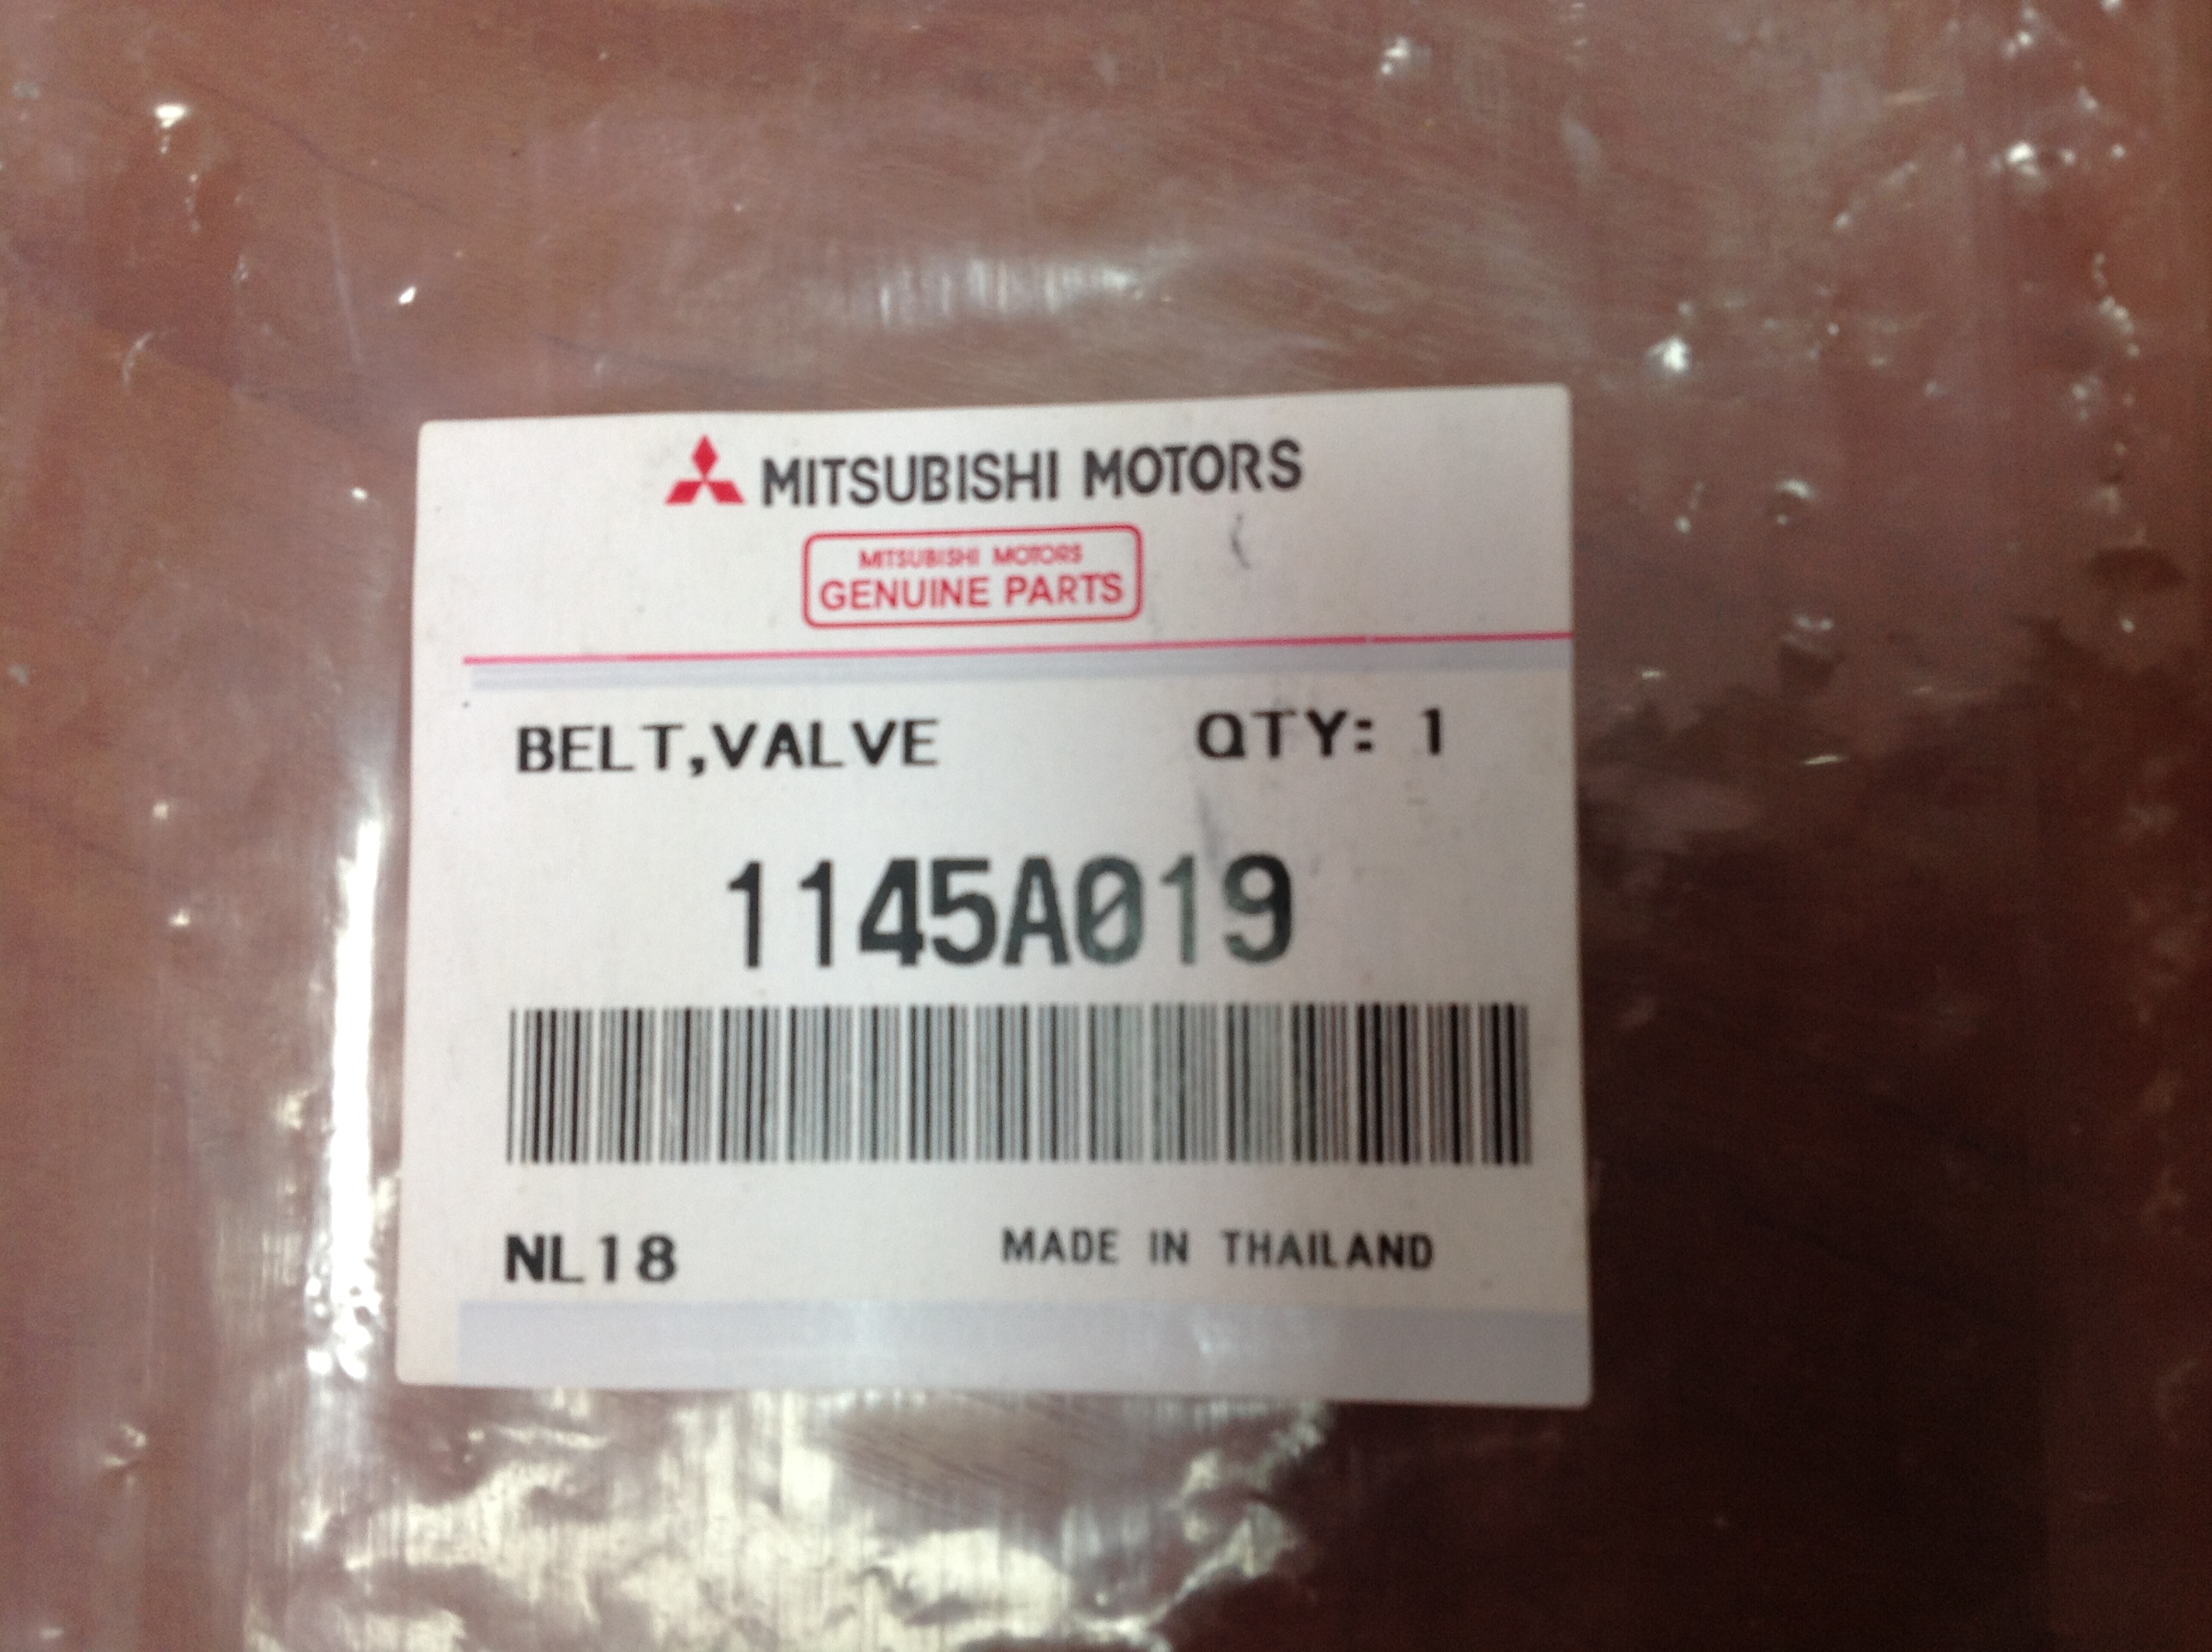 MITSUBISHI MOTORS
MITSUBISHI MOTORS
GENUINE PARTS
BELT,VALVE QTY: 1
1145A019
NL18 MADE IN THAILAND